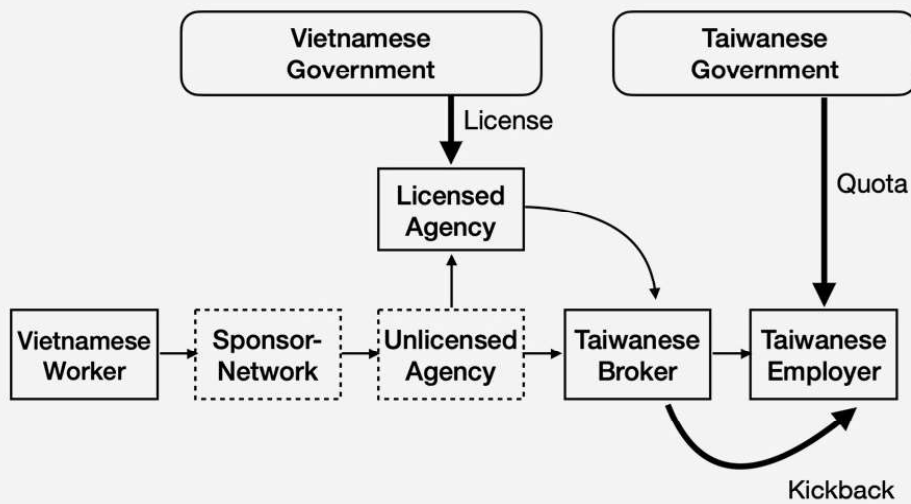 Vietnamese
Government
Taiwanese
Government
License
Quota
Licensed
Agency
Vietnamese
Worker
Sponsor-
Network
Unlicensed
Agency
Taiwanese
Broker
Taiwanese
Employer
Kickback